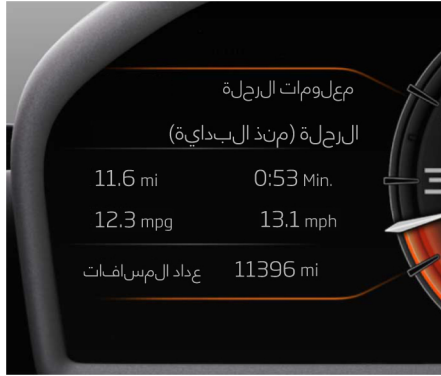 معلومات الرحلة
الرحلة (منذ البداية)
11.6 mi 0:53 Min.
12.3 mpg 13.1 mph
عداد المسافات 11396 mi